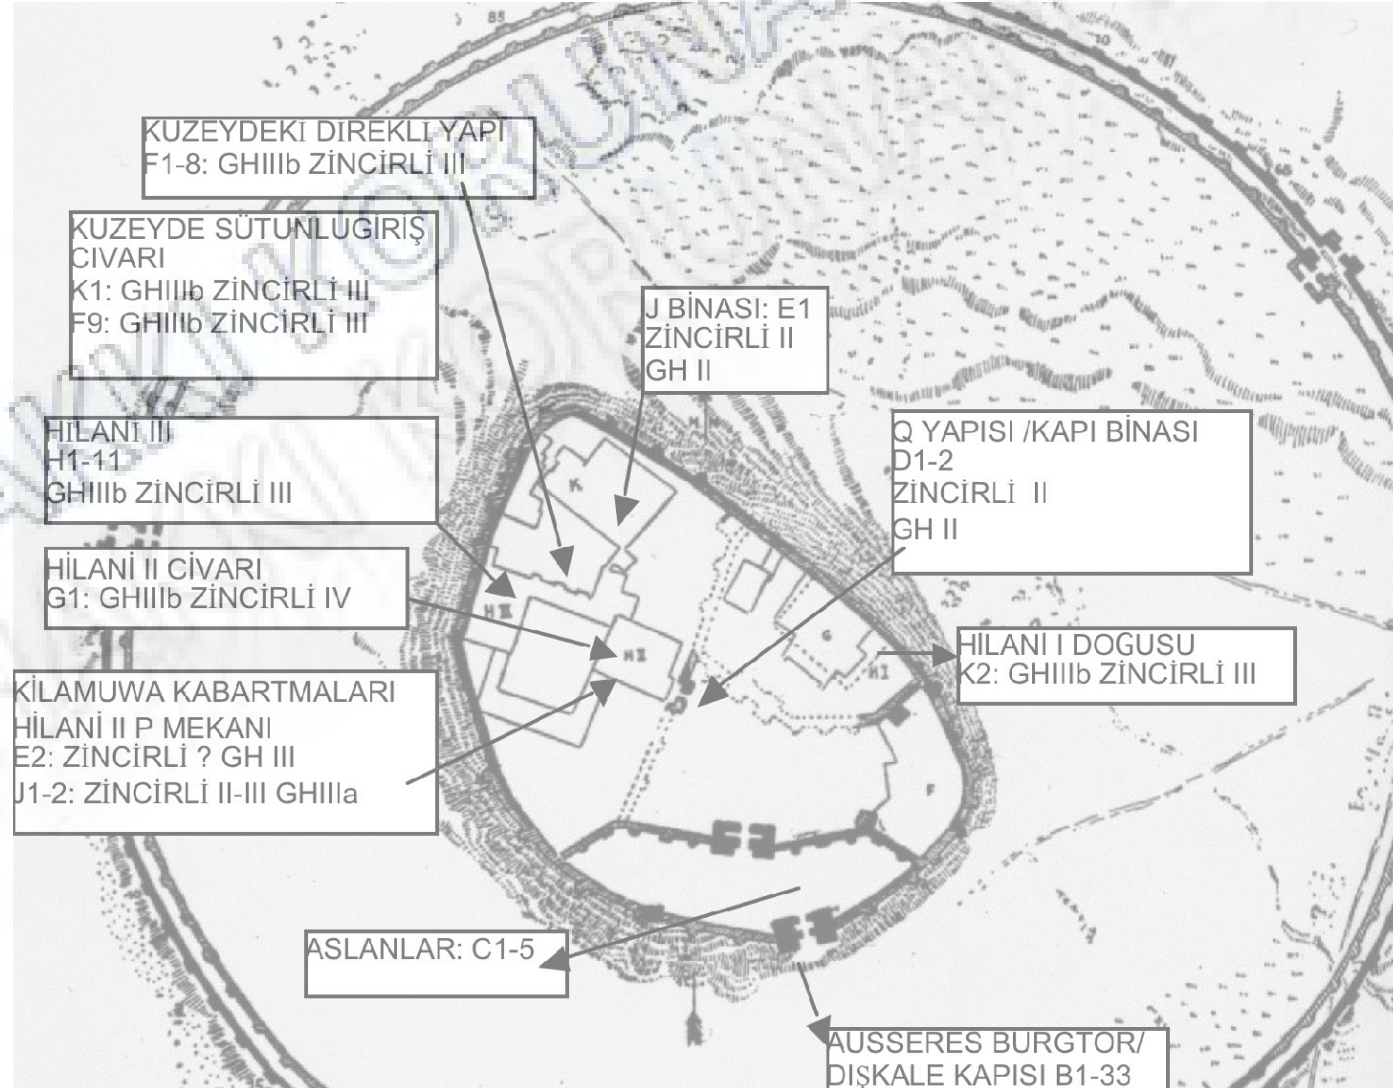 85
70
KUZEYDEKİ DİREKLİ YAPI
F1-8: GHIIIb ZİNCİRLİ III
KUZEYDE SÜTUNLUGİRİŞ
CIVARI
K1: GHIIIb ZİNCİRLİ III
F9: GHIIIb ZİNCİRLİ III
J BİNASI: E1
ZİNCİRLİ II
GH II
HİLANİ III
H1-11
GHIIIb ZİNCİRLİ III
Q YAPISI /KAPI BİNASI
D1-2
ZİNCİRLİ II
GH II
K
HİLANİ II CİVARI
G1: GHIIIb ZİNCİRLİ IV
H III
H II
G
H I
HİLANI I DOĞUSU
K2: GHIIIb ZİNCİRLİ III
KİLAMUWA KABARTMALARI
HİLANİ II P MEKANI
E2: ZİNCİRLİ ? GH III
J1-2: ZİNCİRLİ II-III GHIIIa
F
ASLANLAR: C1-5
AUSSERES BURGTOR/
DIŞKALE KAPISI B1-33